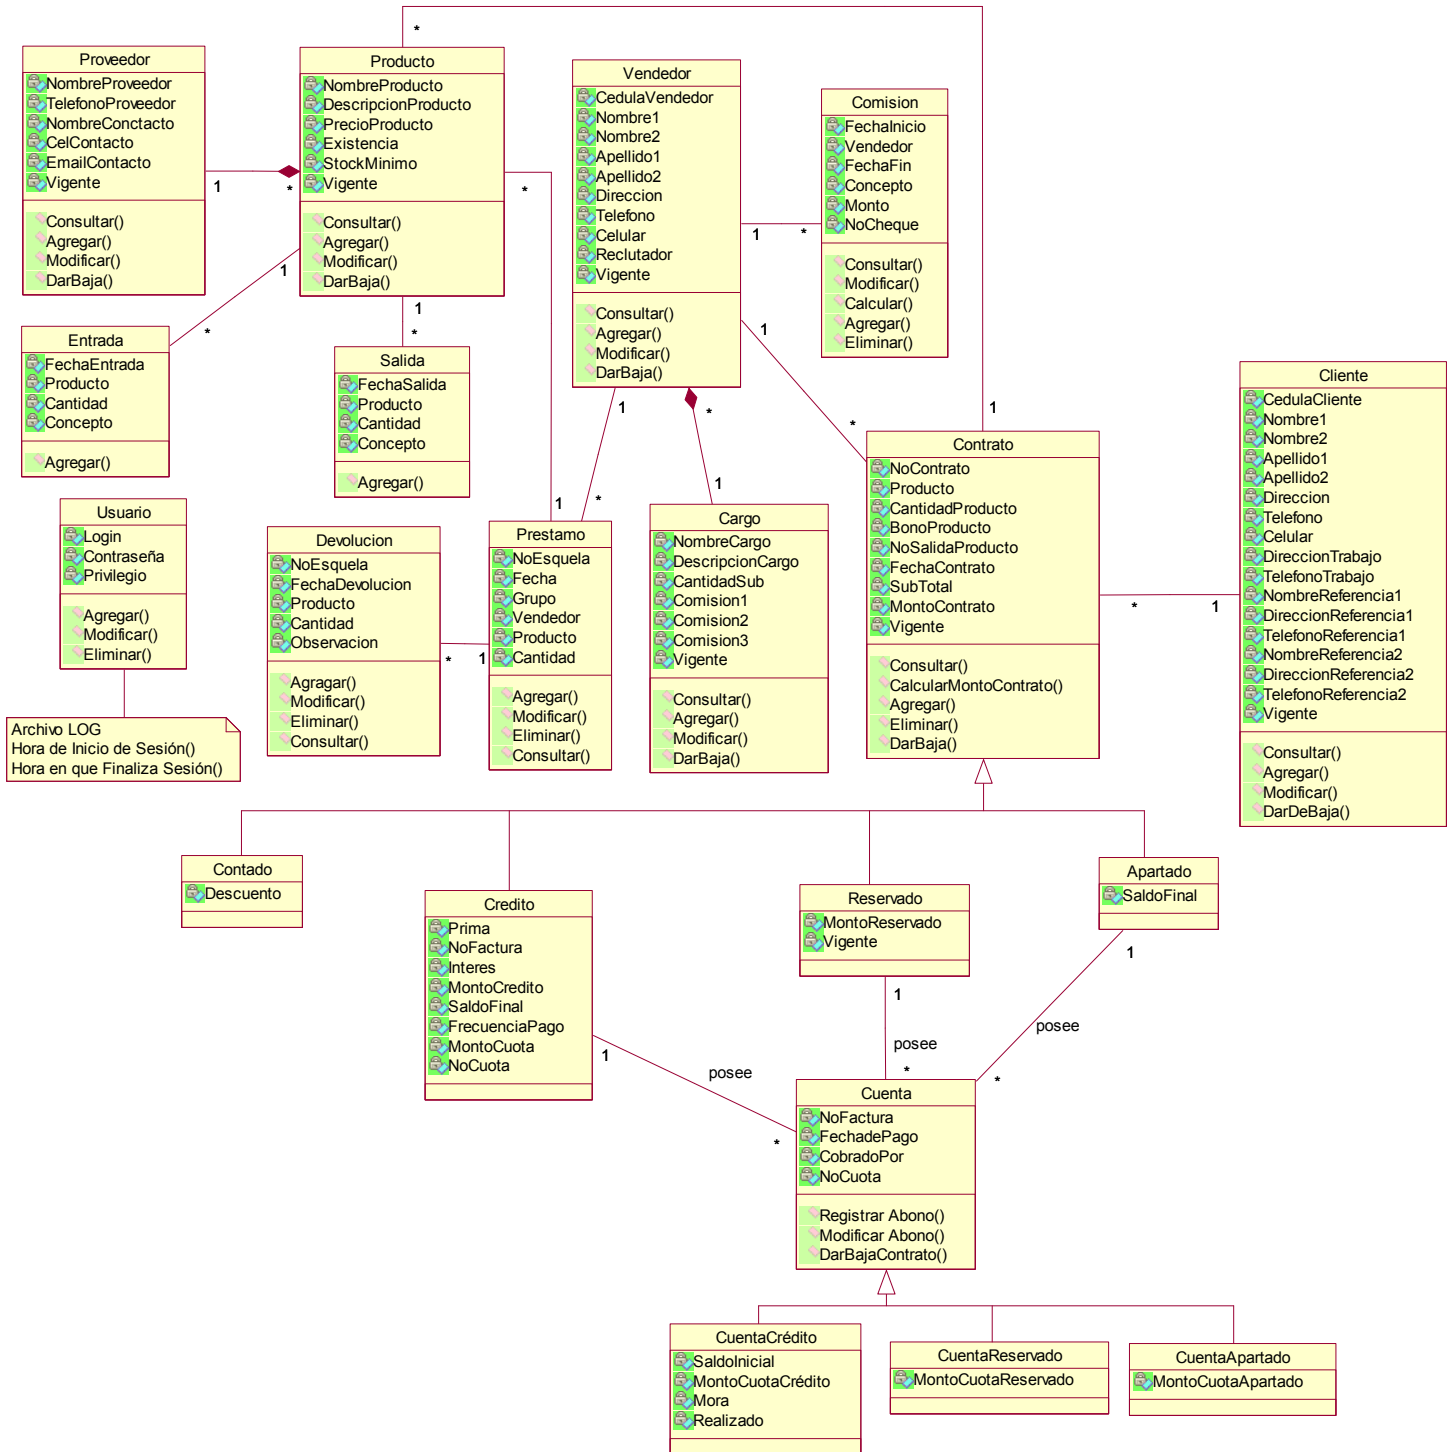 *
Proveedor
NombreProveedor
TelefonoProveedor
NombreConctacto
CelContacto
EmailContacto
Vigente
Consultar()
Agregar()
Modificar()
DarBaja()
1
*
Producto
NombreProducto
DescripcionProducto
PrecioProducto
Existencia
StockMinimo
Vigente
Consultar()
Agregar()
Modificar()
DarBaja()
*
1
*
1
*
Vendedor
CedulaVendedor
Nombre1
Nombre2
Apellido1
Apellido2
Direccion
Telefono
Celular
Reclutador
Vigente
Consultar()
Agregar()
Modificar()
DarBaja()
1
*
Comision
FechaInicio
Vendedor
FechaFin
Concepto
Monto
NoCheque
Consultar()
Modificar()
Calcular()
Agregar()
Eliminar()
1
*
1
1
*
*
1
Entrada
FechaEntrada
Producto
Cantidad
Concepto
Agregar()
Salida
FechaSalida
Producto
Cantidad
Concepto
Agregar()
1
*
Usuario
Login
Contraseña
Privilegio
Agregar()
Modificar()
Eliminar()
Archivo LOG
Hora de Inicio de Sesión()
Hora en que Finaliza Sesión()
Devolucion
NoEsquela
FechaDevolucion
Producto
Cantidad
Observacion
Agragar()
Modificar()
Eliminar()
Consultar()
*
1
Prestamo
NoEsquela
Fecha
Grupo
Vendedor
Producto
Cantidad
Agregar()
Modificar()
Eliminar()
Consultar()
Cargo
NombreCargo
DescripcionCargo
CantidadSub
Comision1
Comision2
Comision3
Vigente
Consultar()
Agregar()
Modificar()
DarBaja()
Contrato
NoContrato
Producto
CantidadProducto
BonoProducto
NoSalidaProducto
FechaContrato
SubTotal
MontoContrato
Vigente
Consultar()
CalcularMontoContrato()
Agregar()
Eliminar()
DarBaja()
*
1
Cliente
CedulaCliente
Nombre1
Nombre2
Apellido1
Apellido2
Direccion
Telefono
Celular
DireccionTrabajo
TelefonoTrabajo
NombreReferencia1
DireccionReferencia1
TelefonoReferencia1
NombreReferencia2
DireccionReferencia2
TelefonoReferencia2
Vigente
Consultar()
Agregar()
Modificar()
DarDeBaja()
Contado
Descuento
Credito
Prima
NoFactura
Interes
MontoCredito
SaldoFinal
FrecuenciaPago
MontoCuota
NoCuota
Reservado
MontoReservado
Vigente
Apartado
SaldoFinal
1
posee
*
1
posee
*
1
posee
*
Cuenta
NoFactura
FechadePago
CobradoPor
NoCuota
Registrar Abono()
Modificar Abono()
DarBajaContrato()
CuentaCrédito
SaldoInicial
MontoCuotaCrédito
Mora
Realizado
CuentaReservado
MontoCuotaReservado
CuentaApartado
MontoCuotaApartado